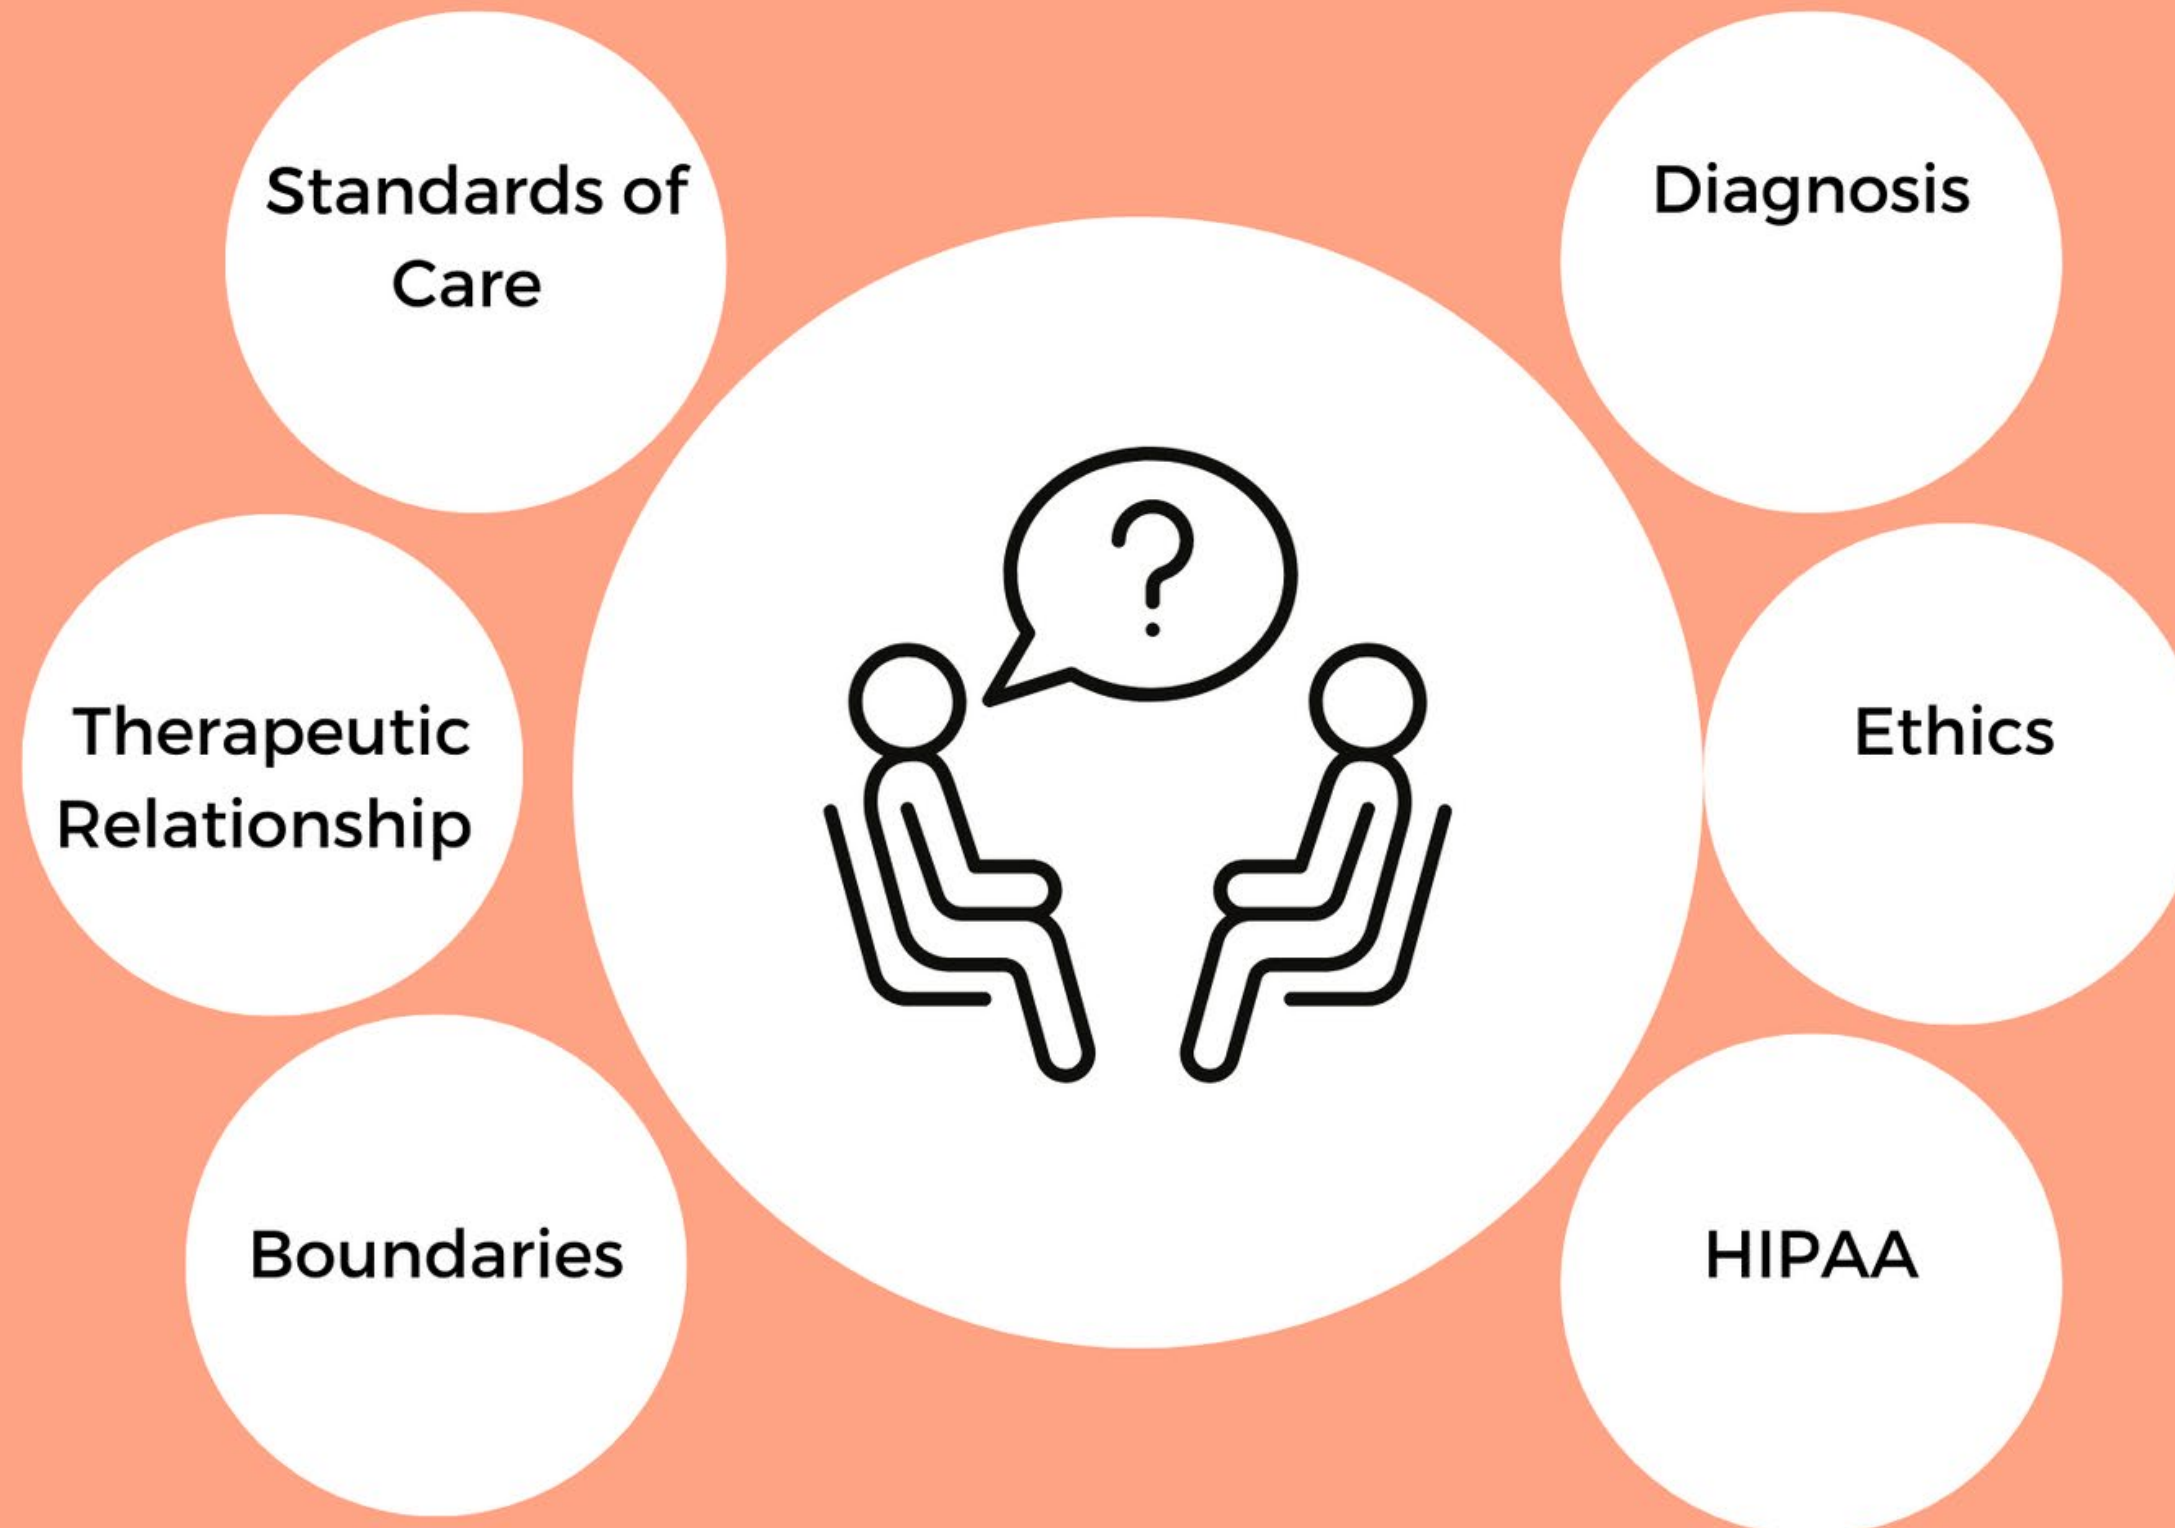 Standards of
Care
Diagnosis
?
Therapeutic
Relationship
Ethics
Boundaries
HIPAA